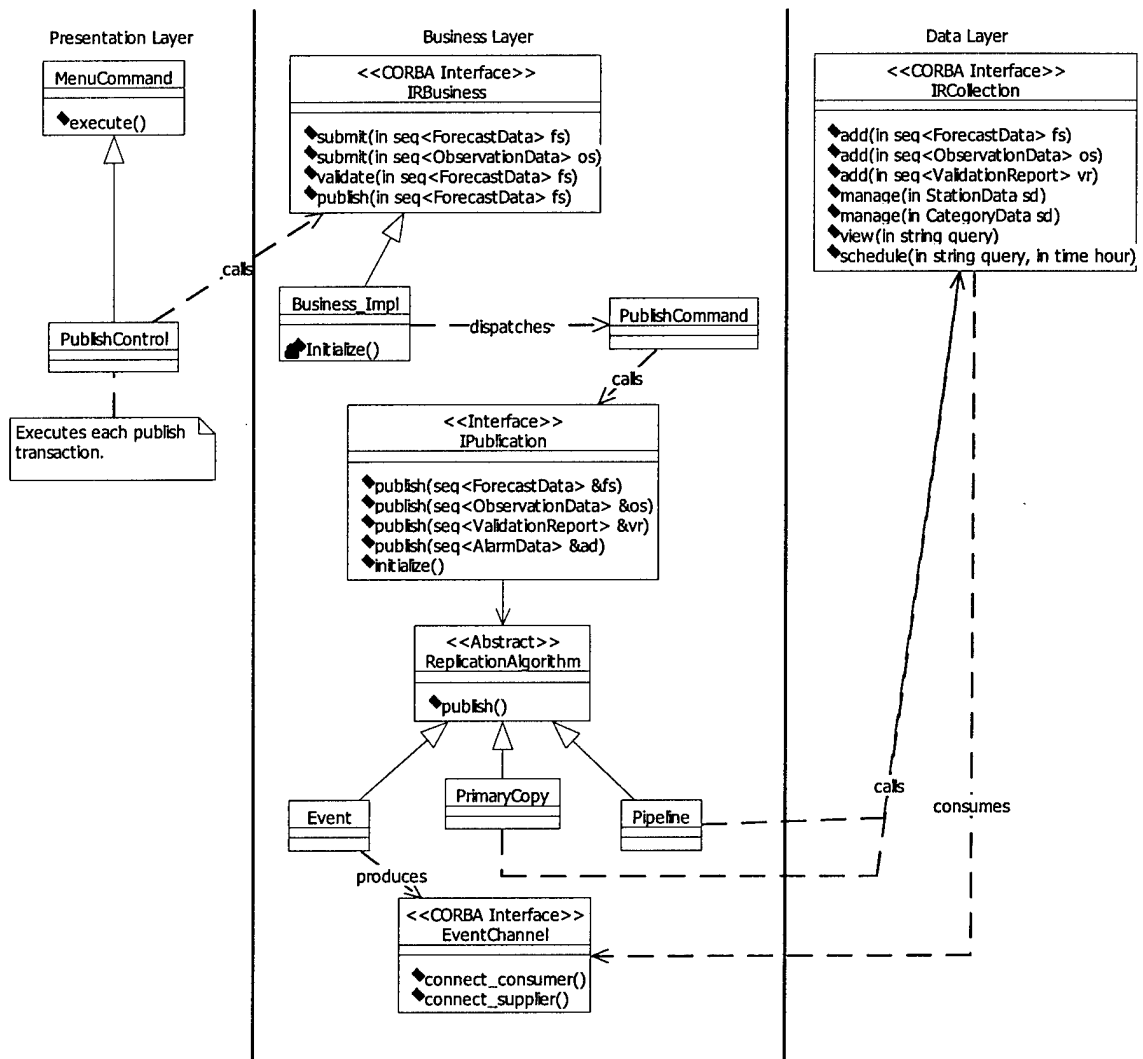 Presentation Layer
MenuCommand
execute()
PublishControl
Executes each publish
transaction.
calls
Business Layer
<<CORBA Interface>>
IRBusiness
submit(in seq<ForecastData> fs)
submit(in seq<ObservationData> os)
validate(in seq<ForecastData> fs)
publish(in seq<ForecastData> fs)
Business_Impl
Initialize()
dispatches
PublishCommand
calls
<<Interface>>
IPublication
publish(seq<ForecastData> &fs)
publish(seq<ObservationData> &os)
publish(seq<ValidationReport> &vr)
publish(seq<AlarmData> &ad)
initialize()
<<Abstract>>
ReplicationAlgorithm
publish()
Event
PrimaryCopy
Pipeline
produces
<<CORBA Interface>>
EventChannel
connect_consumer()
connect_supplier()
Data Layer
<<CORBA Interface>>
IRCollection
add(in seq<ForecastData> fs)
add(in seq<ObservationData> os)
add(in seq<ValidationReport> vr)
manage(in StationData sd)
manage(in CategoryData sd)
view(in string query)
schedule(in string query, in time hour)
calls
consumes